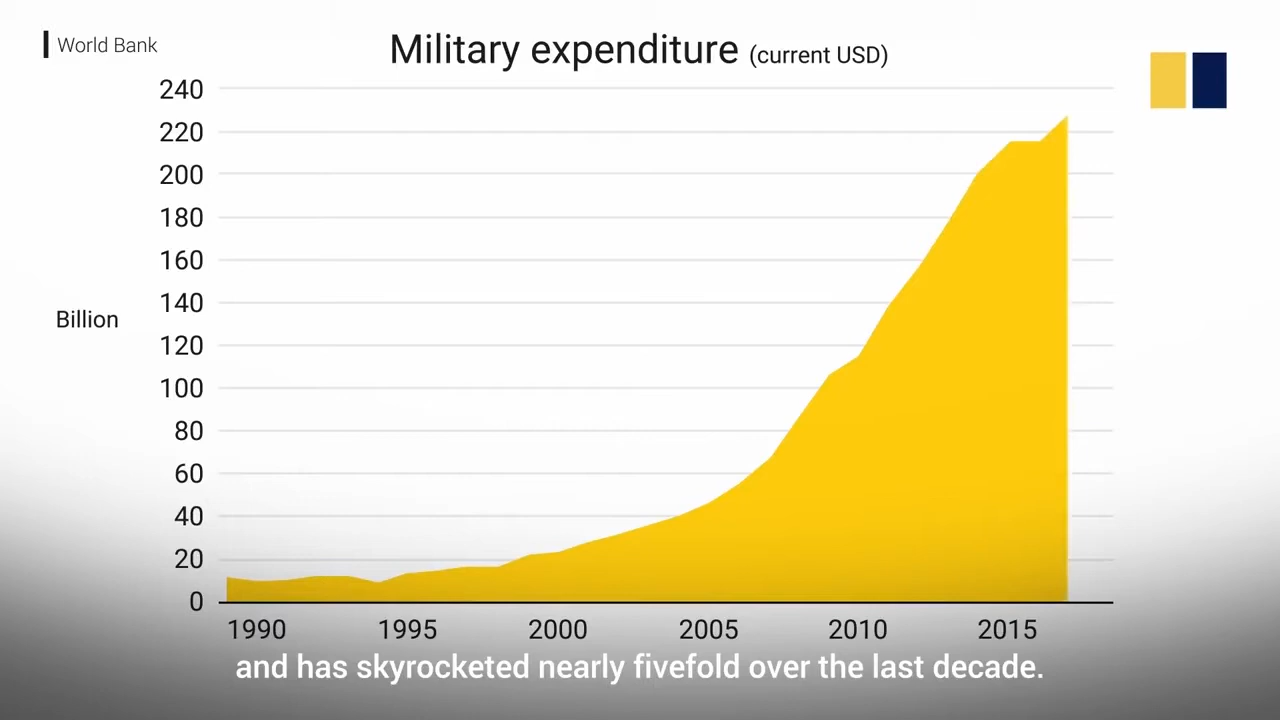 World Bank
Military expenditure (current USD)
240
220
200
180
160
Billion
140
120
100
80
60
40
20
0
1990 1995 2000 2005 2010 2015
and has skyrocketed nearly fivefold over the last decade.